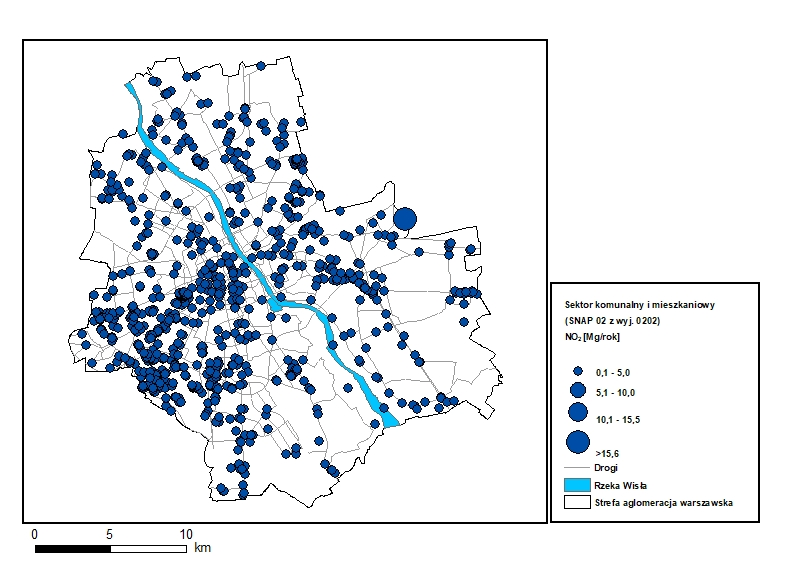 Sektor komunalny i mieszkaniowy
(SNAP 02 z wyj. 0202)
NO₂ [Mg/rok]
0,1 - 5,0
5,1 - 10,0
10,1 - 15,5
>15,6
Drogi
Rzeka Wisła
Strefa aglomeracja warszawska
0 5 10
km